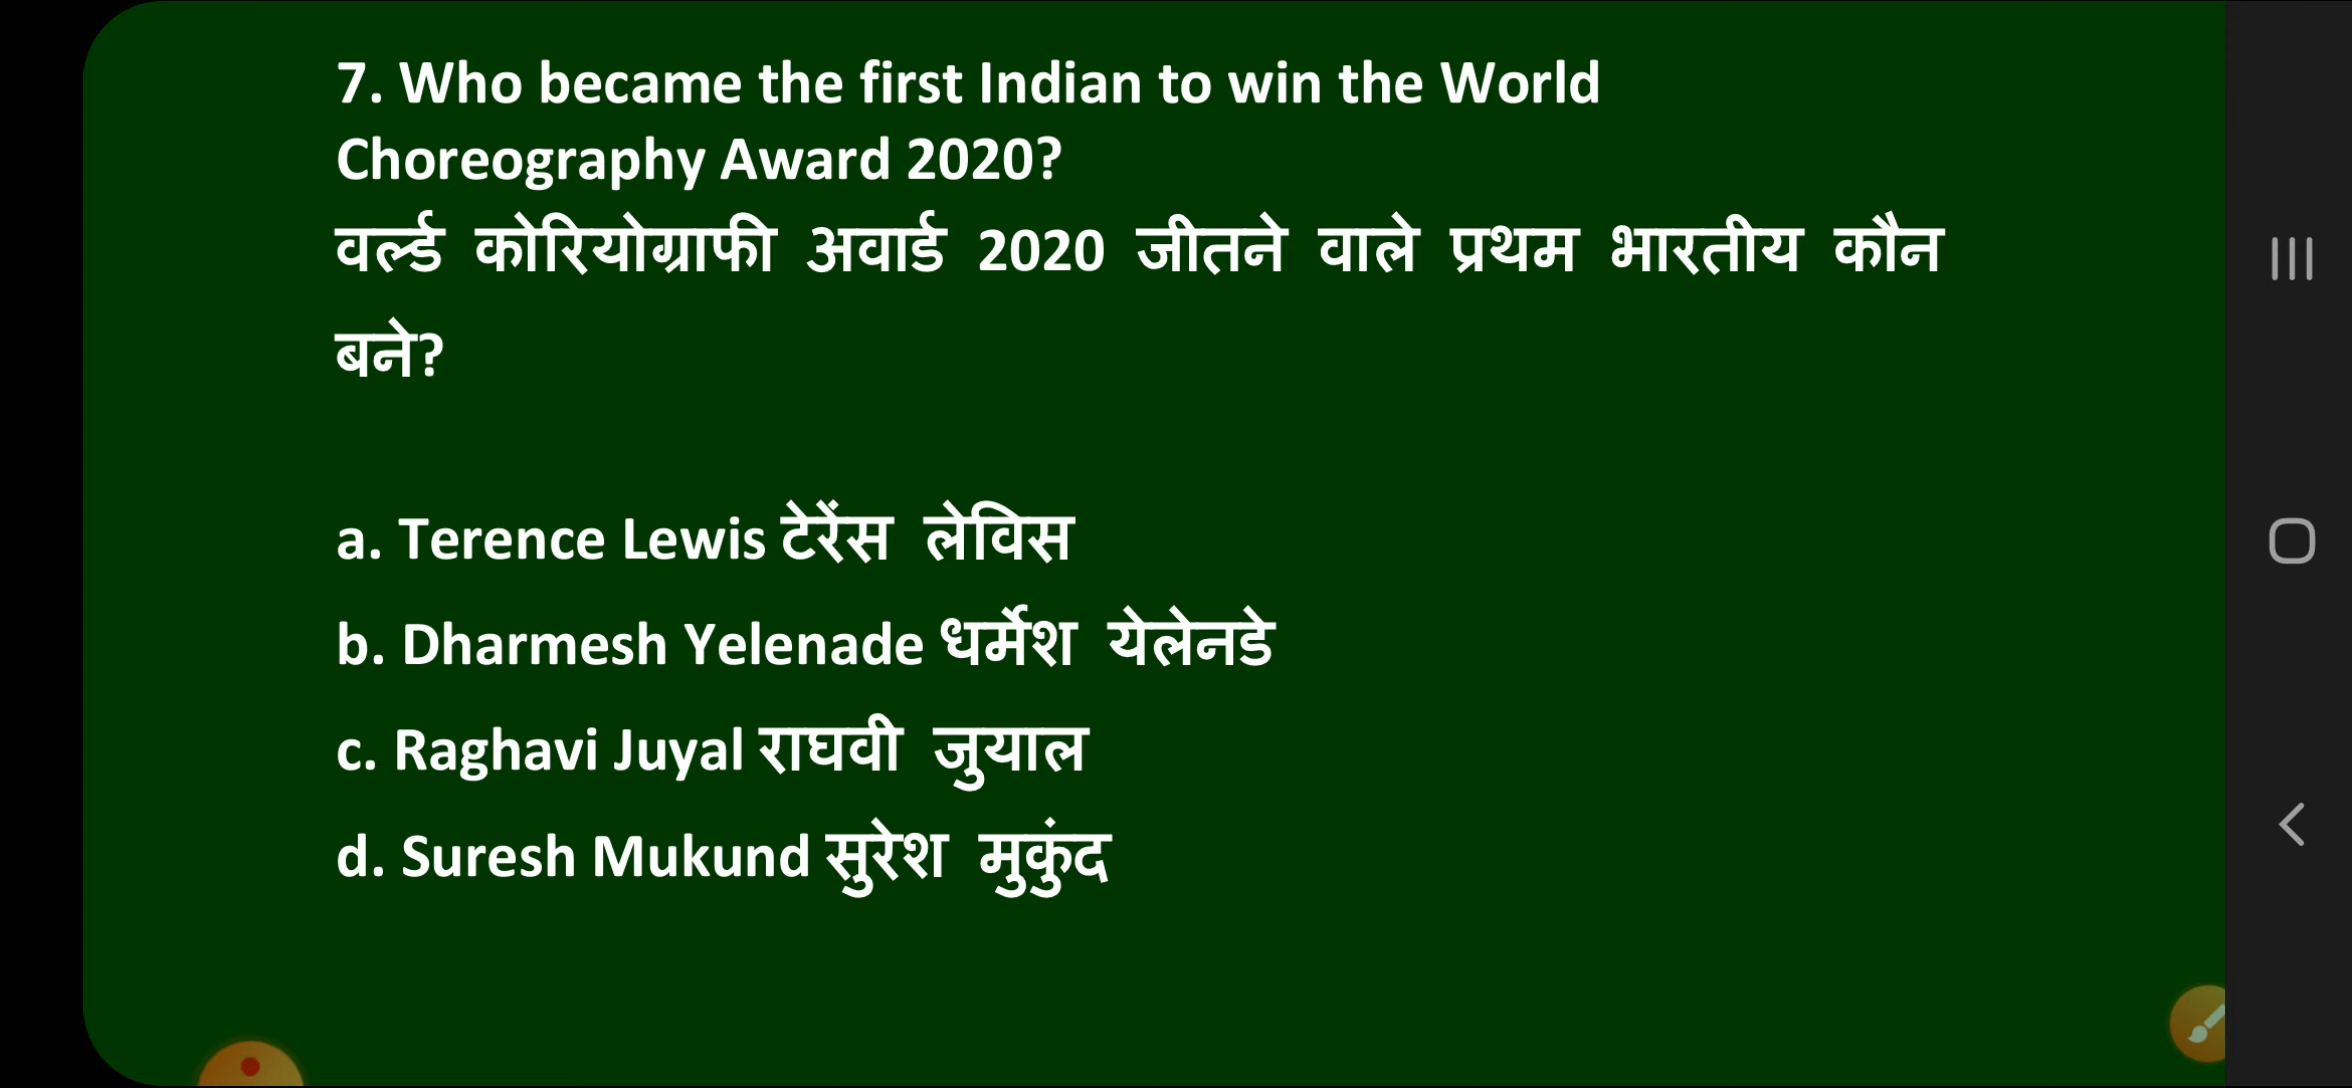 7. Who became the first Indian to win the World
Choreography Award 2020?
वर्ल्ड कोरियोग्राफी अवार्ड 2020 जीतने वाले प्रथम भारतीय कौन
बने?
a. Terence Lewis टेरेंस लेविस
b. Dharmesh Yelenade धर्मेश येलेनडे
c. Raghavi Juyal राघवी जुयाल
d. Suresh Mukund सुरेश मुकुंद